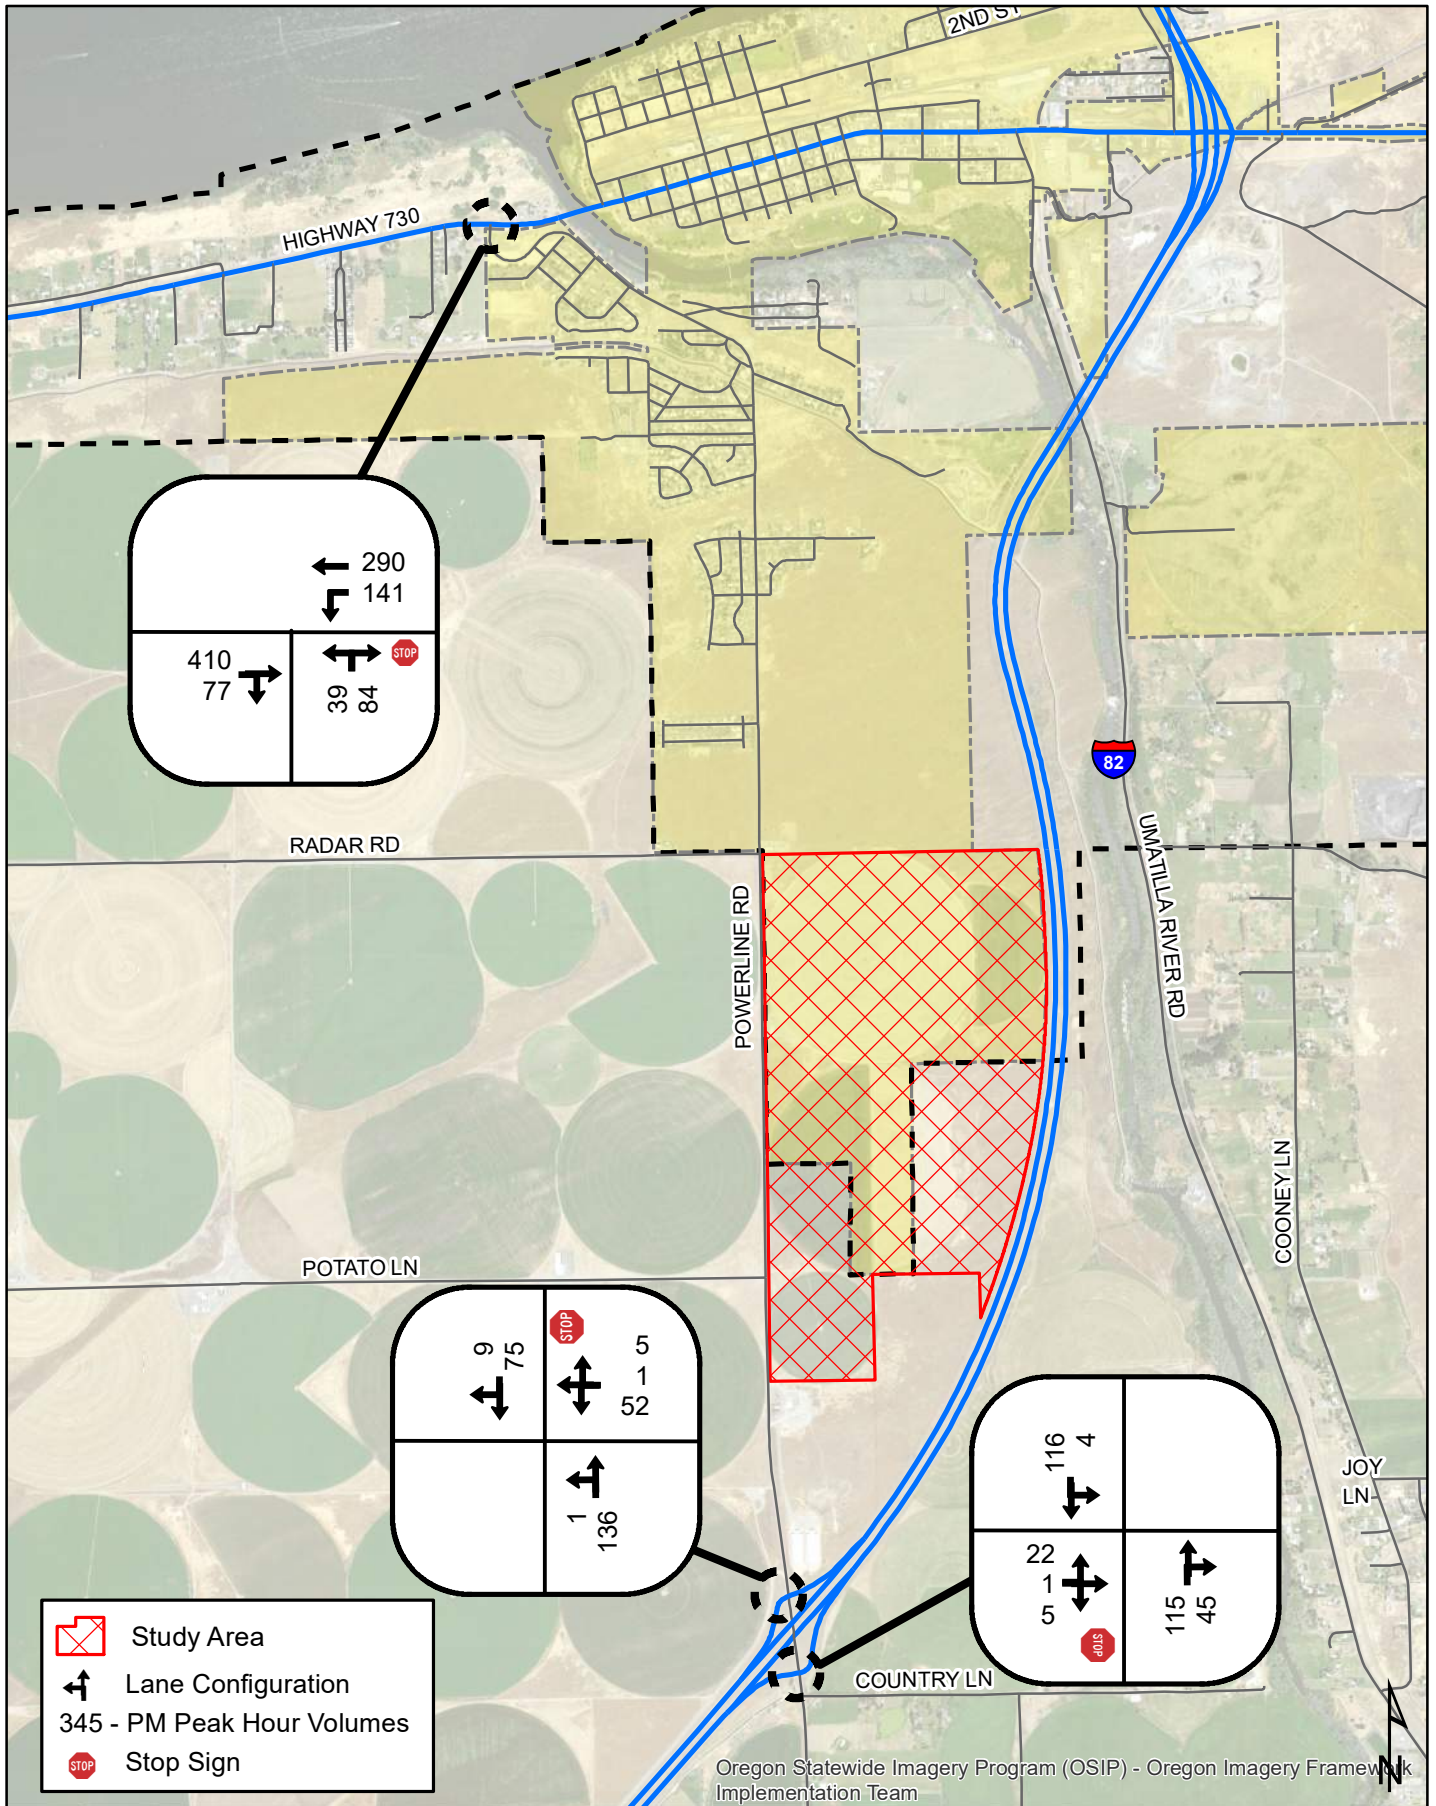 2ND ST
HIGHWAY 730
290
141
410
77
39
84
STOP
RADAR RD
82
POWERLINE RD
UMATILLA RIVER RD
COONEY LN
POTATO LN
9
75
STOP
5
1
52
1
136
116
4
22
1
5
STOP
115
45
JOY
LN
COUNTRY LN
Study Area
Lane Configuration
345 - PM Peak Hour Volumes
STOP
Stop Sign
N
Oregon Statewide Imagery Program (OSIP) - Oregon Imagery Framework
Implementation Team